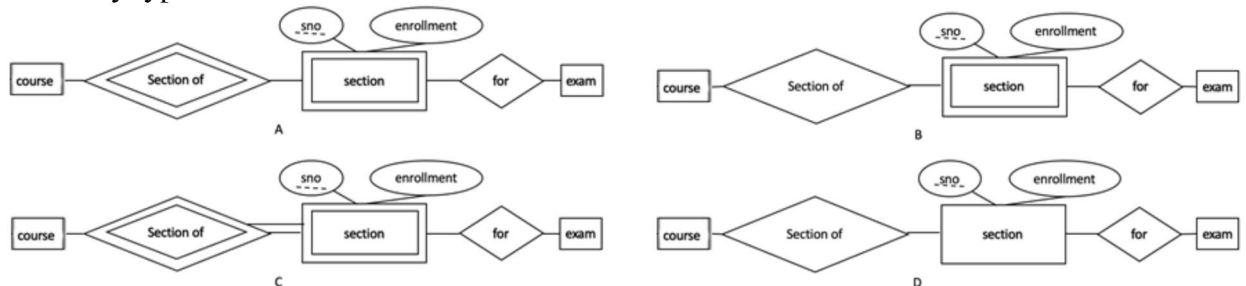 sno enrollment
course Section of section for exam
A
sno enrollment
course Section of section for exam
B
sno enrollment
course Section of section for exam
C
sno enrollment
course Section of section for exam
D